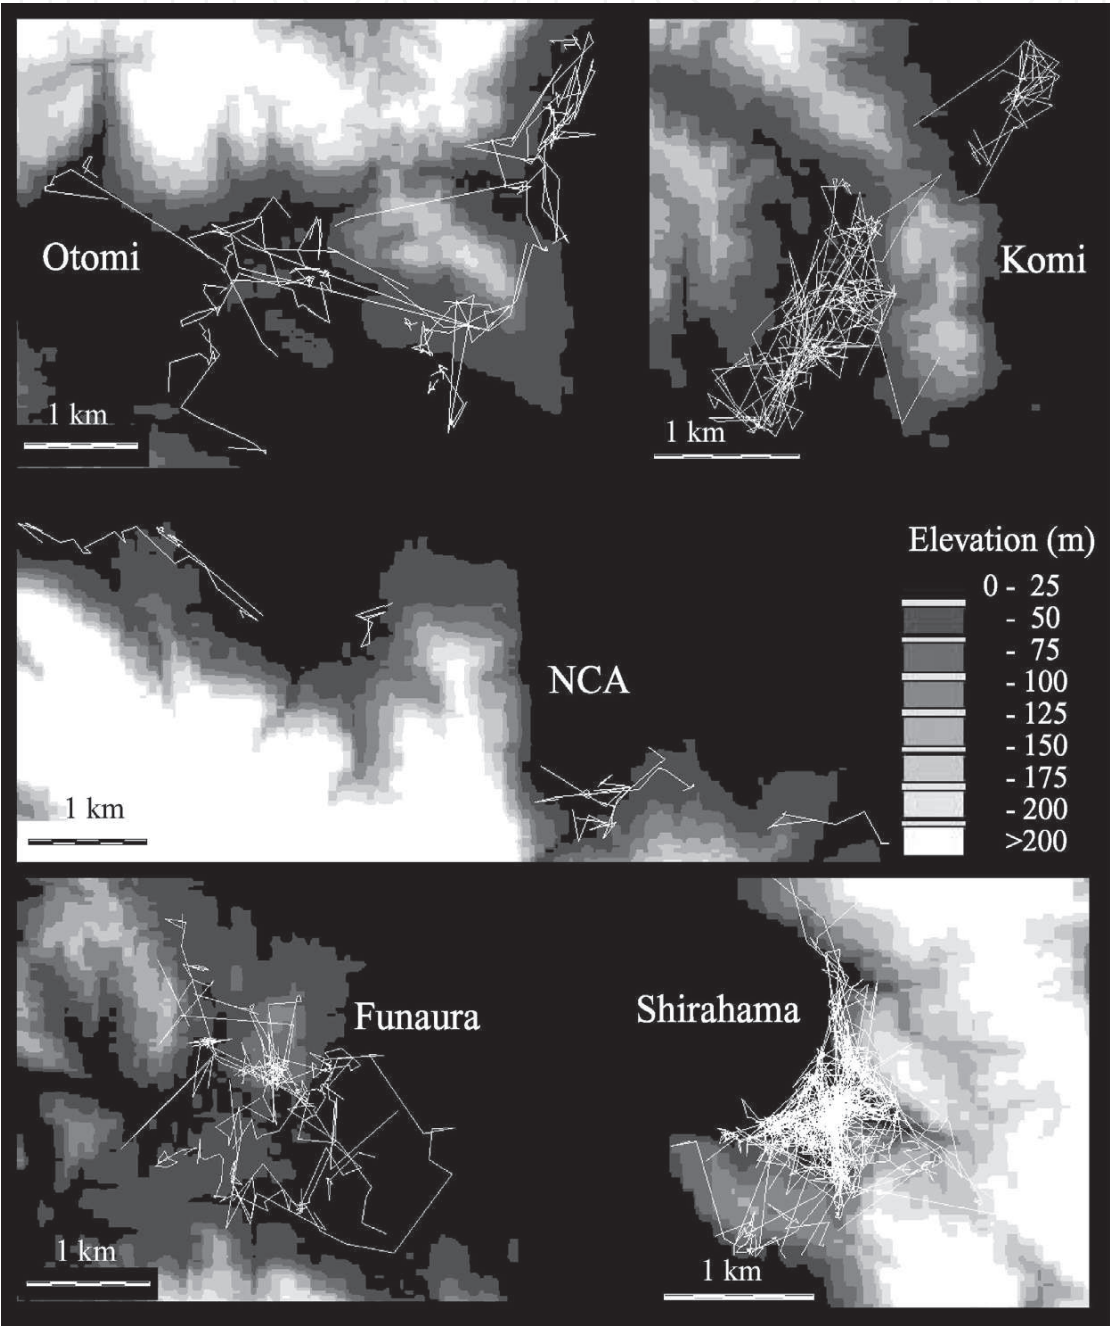 Otomi
1 km
Komi
1 km
NCA
1 km
Elevation (m)
0 - 25
- 50
- 75
- 100
- 125
- 150
- 175
- 200
>200
Funaura
1 km
Shirahama
1 km